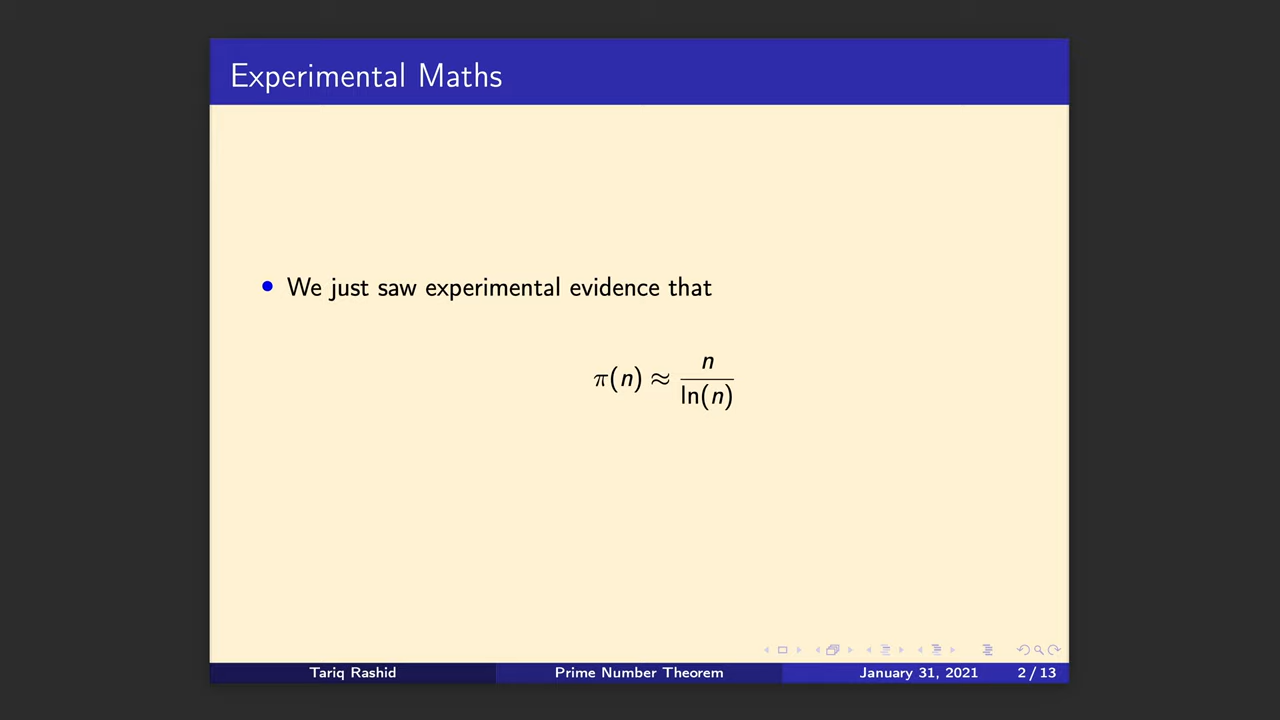 Experimental Maths
• We just saw experimental evidence that
π(n) ≈ n / ln(n)
Tariq Rashid Prime Number Theorem January 31, 2021 2 / 13